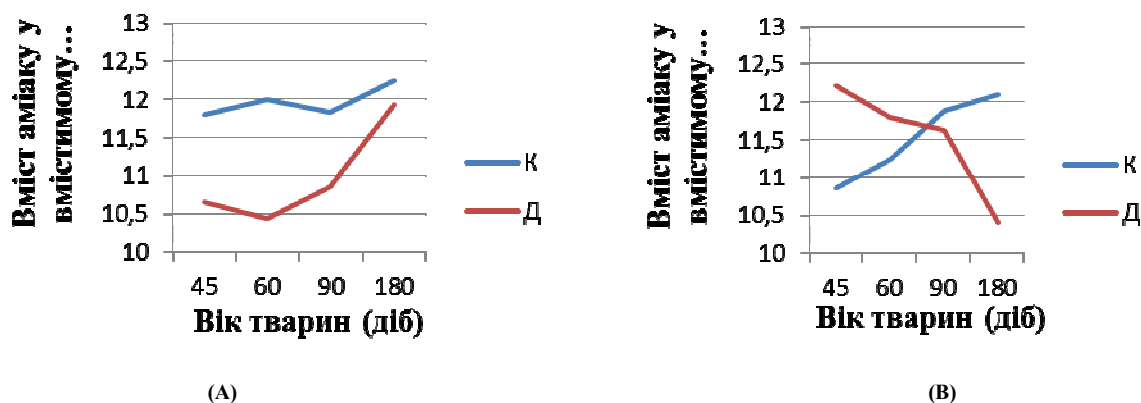 Вміст аміаку у
вмістимому...
13
12,5
12
11,5
11
10,5
10
45 60 90 180
Вік тварин (діб)
К
Д
(А)
Вміст аміаку у
вмістимому...
13
12,5
12
11,5
11
10,5
10
45 60 90 180
Вік тварин (діб)
К
Д
(В)